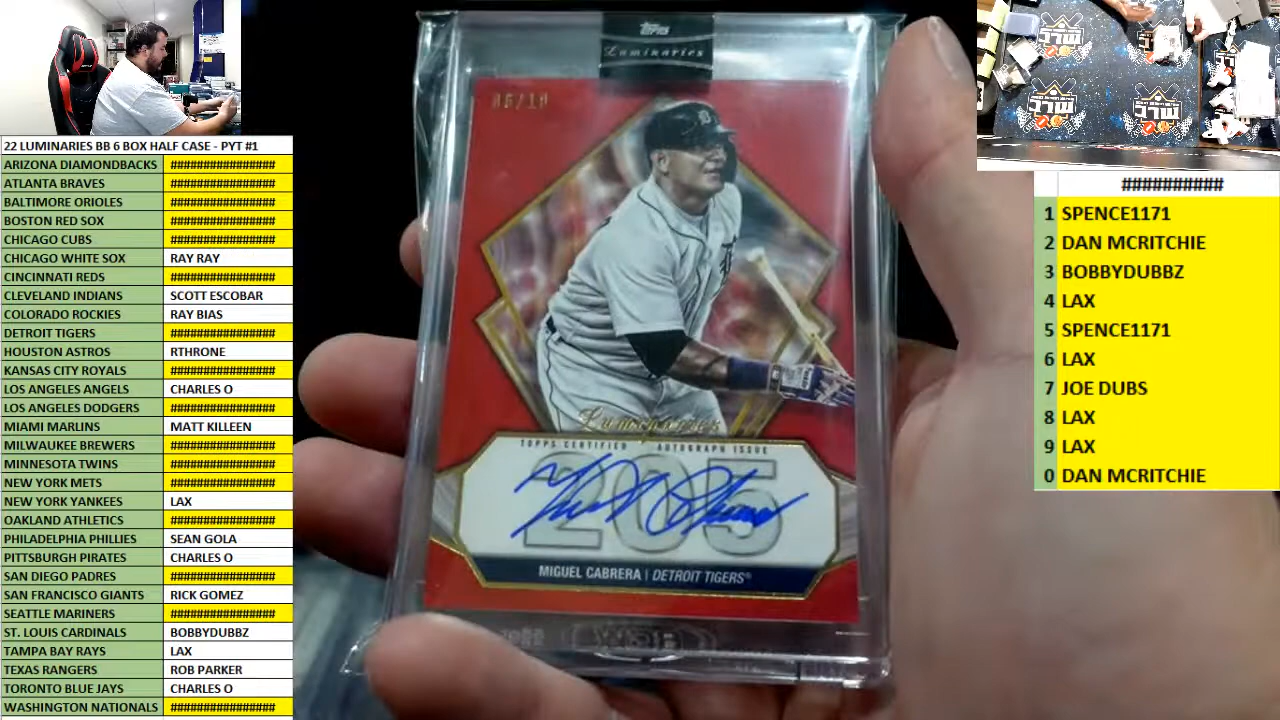 22 LUMINARIES BB 6 BOX HALF CASE - PYT #1
ARIZONA DIAMONDBACKS ################
ATLANTA BRAVES ################
BALTIMORE ORIOLES ################
BOSTON RED SOX ################
CHICAGO CUBS ################
CHICAGO WHITE SOX RAY RAY
CINCINNATI REDS ################
CLEVELAND INDIANS SCOTT ESCOBAR
COLORADO ROCKIES RAY BIAS
DETROIT TIGERS ################
HOUSTON ASTROS RTHRONE
KANSAS CITY ROYALS ################
LOS ANGELES ANGELS CHARLES O
LOS ANGELES DODGERS ################
MIAMI MARLINS MATT KILLEEN
MILWAUKEE BREWERS ################
MINNESOTA TWINS ################
NEW YORK METS ################
NEW YORK YANKEES LAX
OAKLAND ATHLETICS ################
PHILADELPHIA PHILLIES SEAN GOLA
PITTSBURGH PIRATES CHARLES O
SAN DIEGO PADRES ################
SAN FRANCISCO GIANTS RICK GOMEZ
SEATTLE MARINERS ################
ST. LOUIS CARDINALS BOBBYDUBBZ
TAMPA BAY RAYS LAX
TEXAS RANGERS ROB PARKER
TORONTO BLUE JAYS CHARLES O
WASHINGTON NATIONALS ################
Topps
Luminaries
TOPPS CERTIFIED AUTOGRAPH ISSUE
205
MIGUEL CABRERA | DETROIT TIGERS®
##########
1 SPENCE1171
2 DAN MCRITCHIE
3 BOBBYDUBBZ
4 LAX
5 SPENCE1171
6 LAX
7 JOE DUBS
8 LAX
9 LAX
0 DAN MCRITCHIE